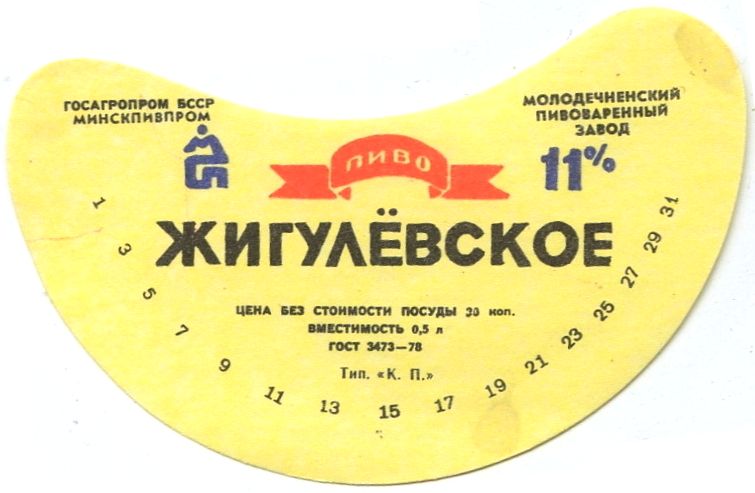 ГОСАГРОПРОМ БССР
МИНСКПИВПРОМ
МОЛОДЕЧНЕНСКИЙ
ПИВОВАРЕННЫЙ
ЗАВОД
11%
ПИВО
ЖИГУЛЁВСКОЕ
ЦЕНА БЕЗ СТОИМОСТИ ПОСУДЫ 30 коп.
ВМЕСТИМОСТЬ 0,5 л
ГОСТ 3473—78
Тип. «К. П.»
1 3 5 7 9 11 13 15 17 19 21 23 25 27 29 31